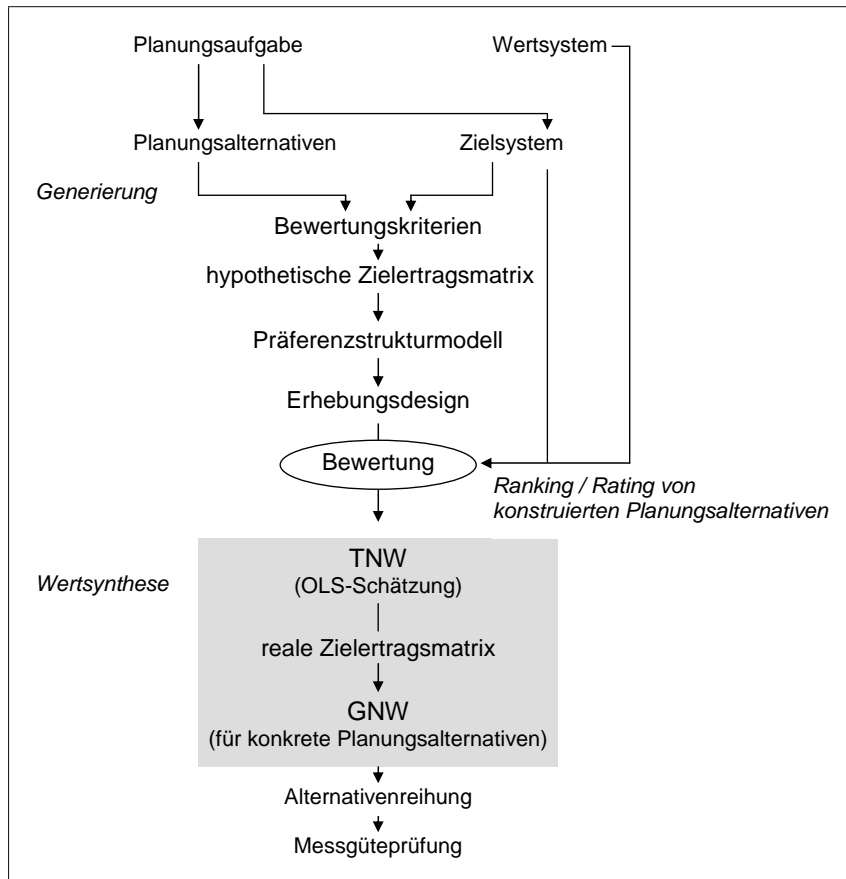 Planungsaufgabe
Wertsystem
Planungsalternativen
Zielsystem
Generierung
Bewertungskriterien
hypothetische Zielertragsmatrix
Präferenzstrukturmodell
Erhebungsdesign
Bewertung
Ranking / Rating von
konstruierten Planungsalternativen
TNW
Wertsynthese
(OLS-Schätzung)
reale Zielertragsmatrix
GNW
(für konkrete Planungsalternativen)
Alternativenreihung
Messgüteprüfung